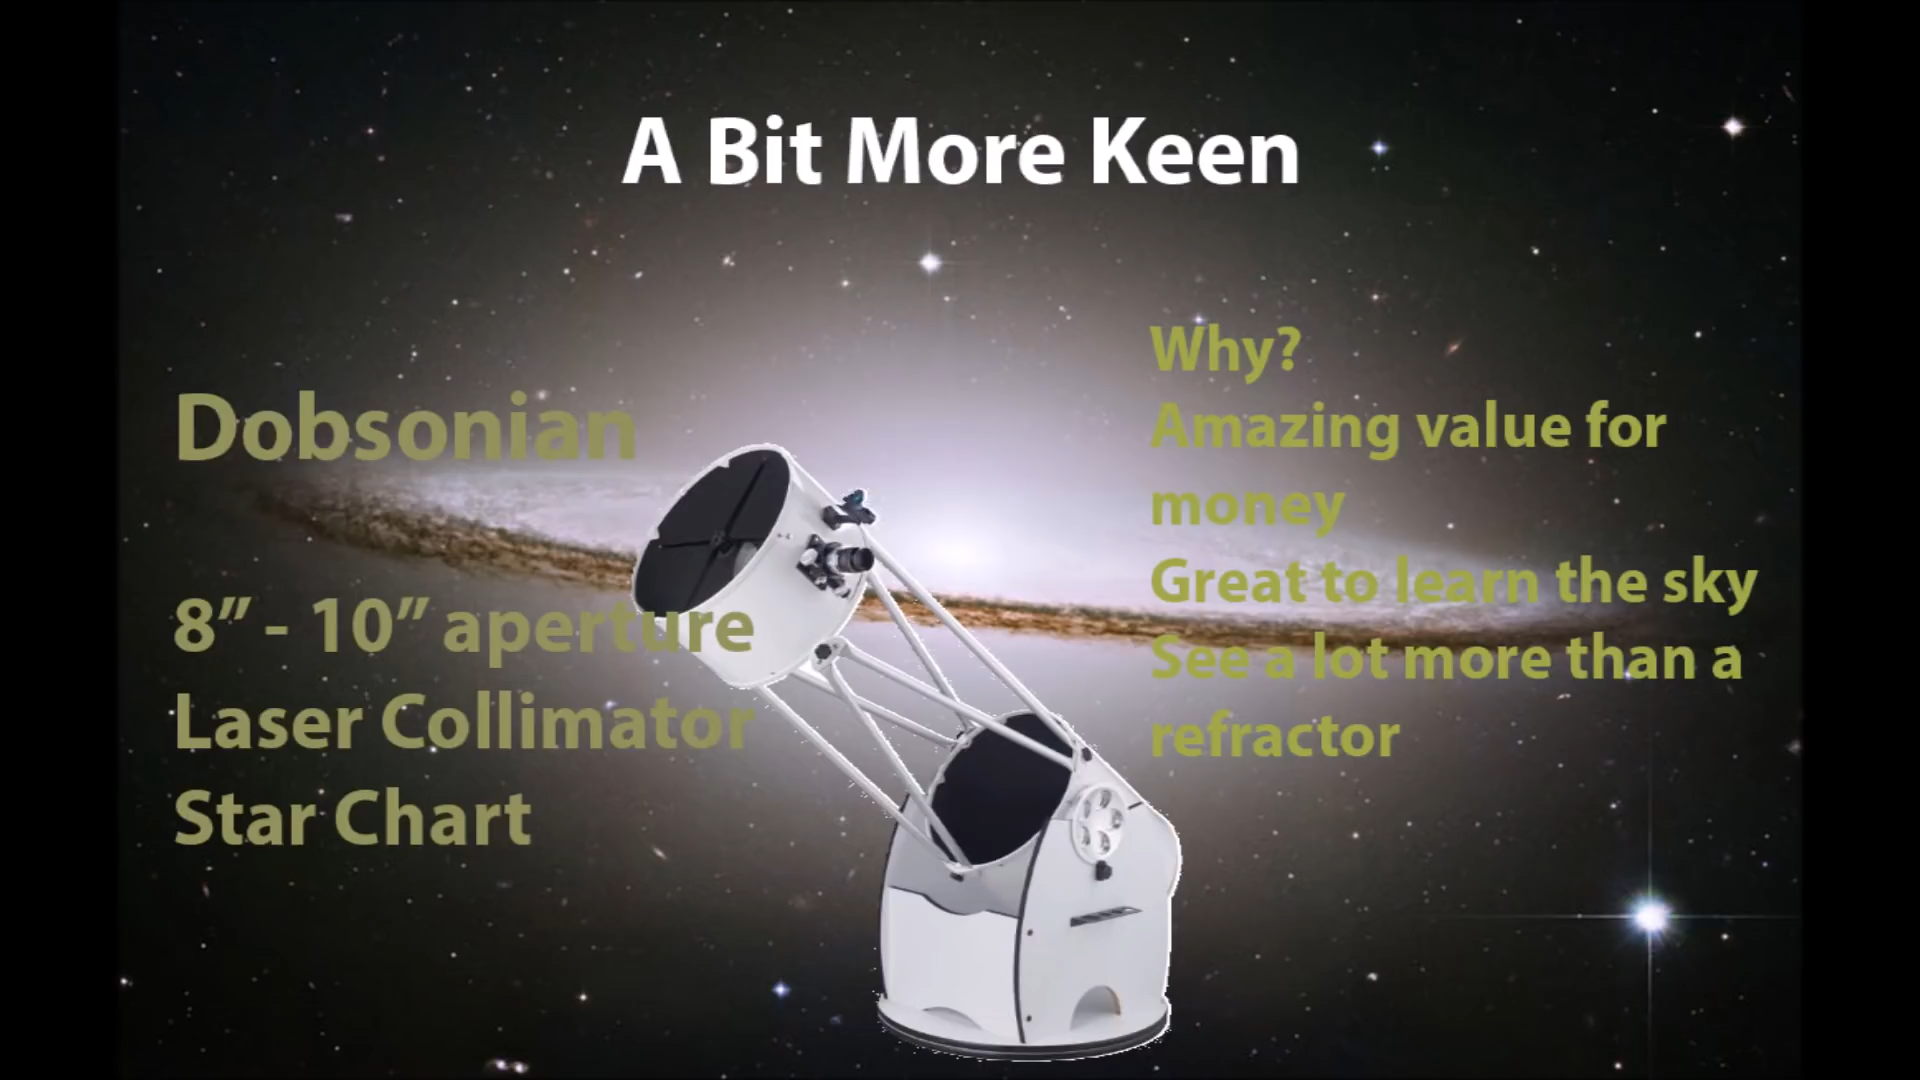 A Bit More Keen
Dobsonian
8” - 10” aperture
Laser Collimator
Star Chart
Why?
Amazing value for
money
Great to learn the sky
See a lot more than a
refractor